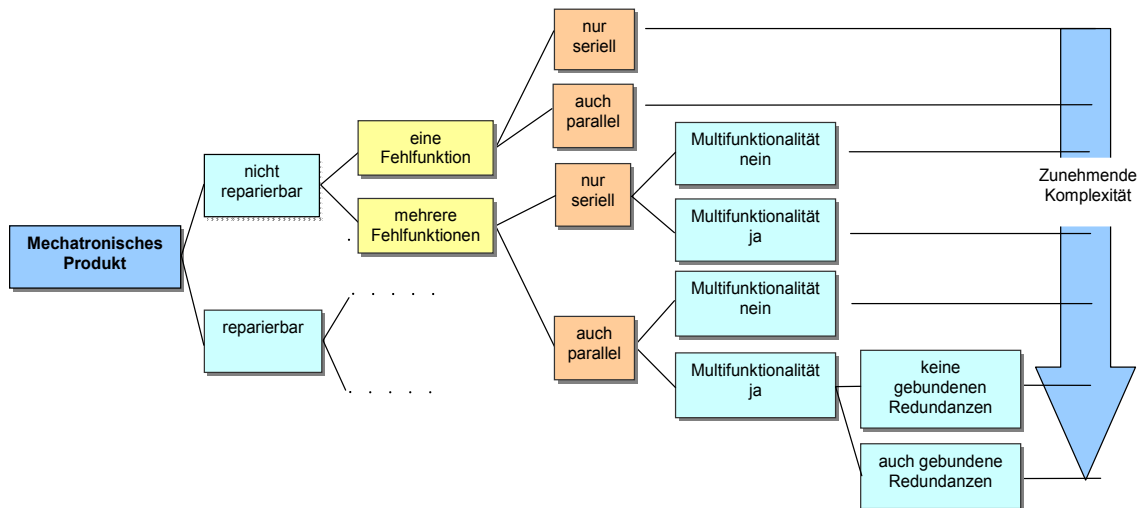 nur
seriell
auch
parallel
eine
Fehlfunktion
Multifunktionalität
nein
nicht
reparierbar
nur
seriell
Zunehmende
Komplexität
mehrere
Fehlfunktionen
Multifunktionalität
ja
Mechatronisches
Produkt
Multifunktionalität
nein
. . . . .
reparierbar
auch
parallel
Multifunktionalität
ja
keine
gebundenen
Redundanzen
. . . . .
auch gebundene
Redundanzen